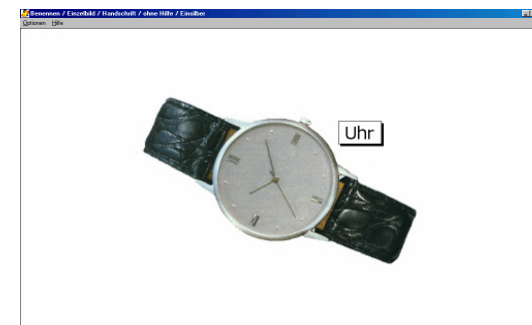 Benennen / Einzelbild / Handschrift / ohne Hilfe / Einsilber
Optionen Hilfe
Uhr